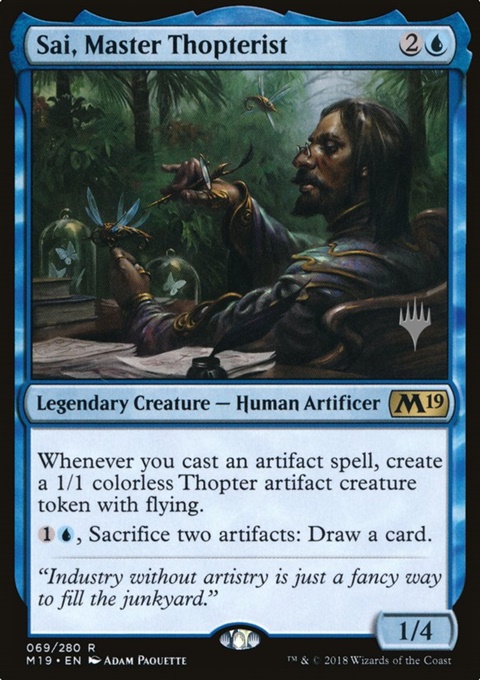 Sai, Master Thopterist 2
Legendary Creature — Human Artificer M19
Whenever you cast an artifact spell, create
a 1/1 colorless Thopter artifact creature
token with flying.
1, Sacrifice two artifacts: Draw a card.
“Industry without artistry is just a fancy way
to fill the junkyard.”
1/4
069/280 R
M19 • EN Adam Paquette
™ & © 2018 Wizards of the Coast